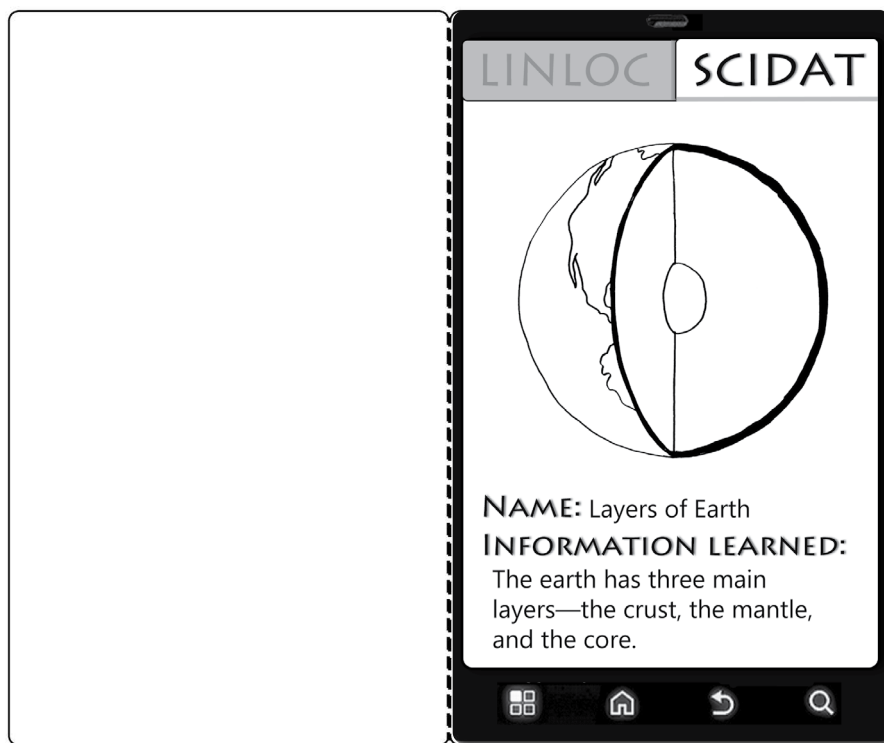 LINLOC SCIDAT
NAME: Layers of Earth
INFORMATION LEARNED:
The earth has three main
layers—the crust, the mantle,
and the core.